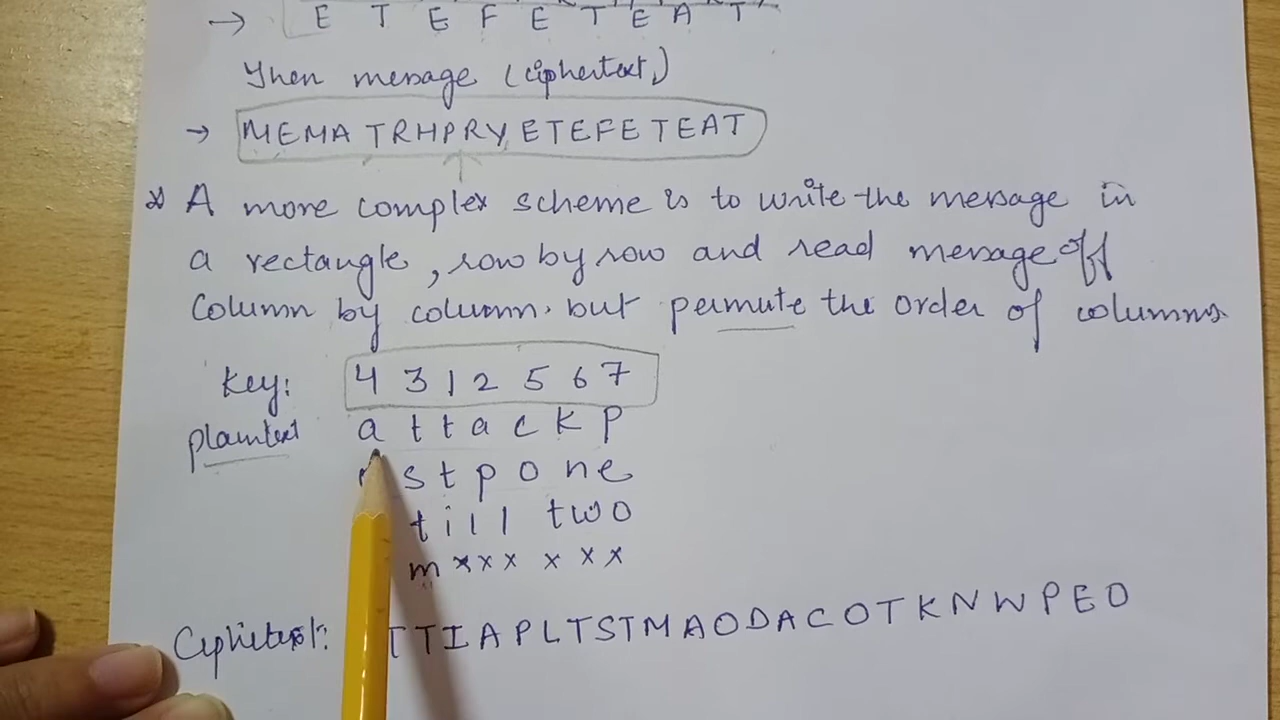 → E T E F E T E A T
Then message (ciphertext)
→ MEMATRHPRYETEFETEAT
A more complex scheme is to write the message in
a rectangle, row by row and read message off
column by column, but permute the order of columns.
Key: 4 3 1 2 5 6 7
plaintext a t t a c k p
s t p o n e
t i l l t w o
m x x x x x x
Ciphertext: TTIAPLTSTMAODACOTKNWPEO